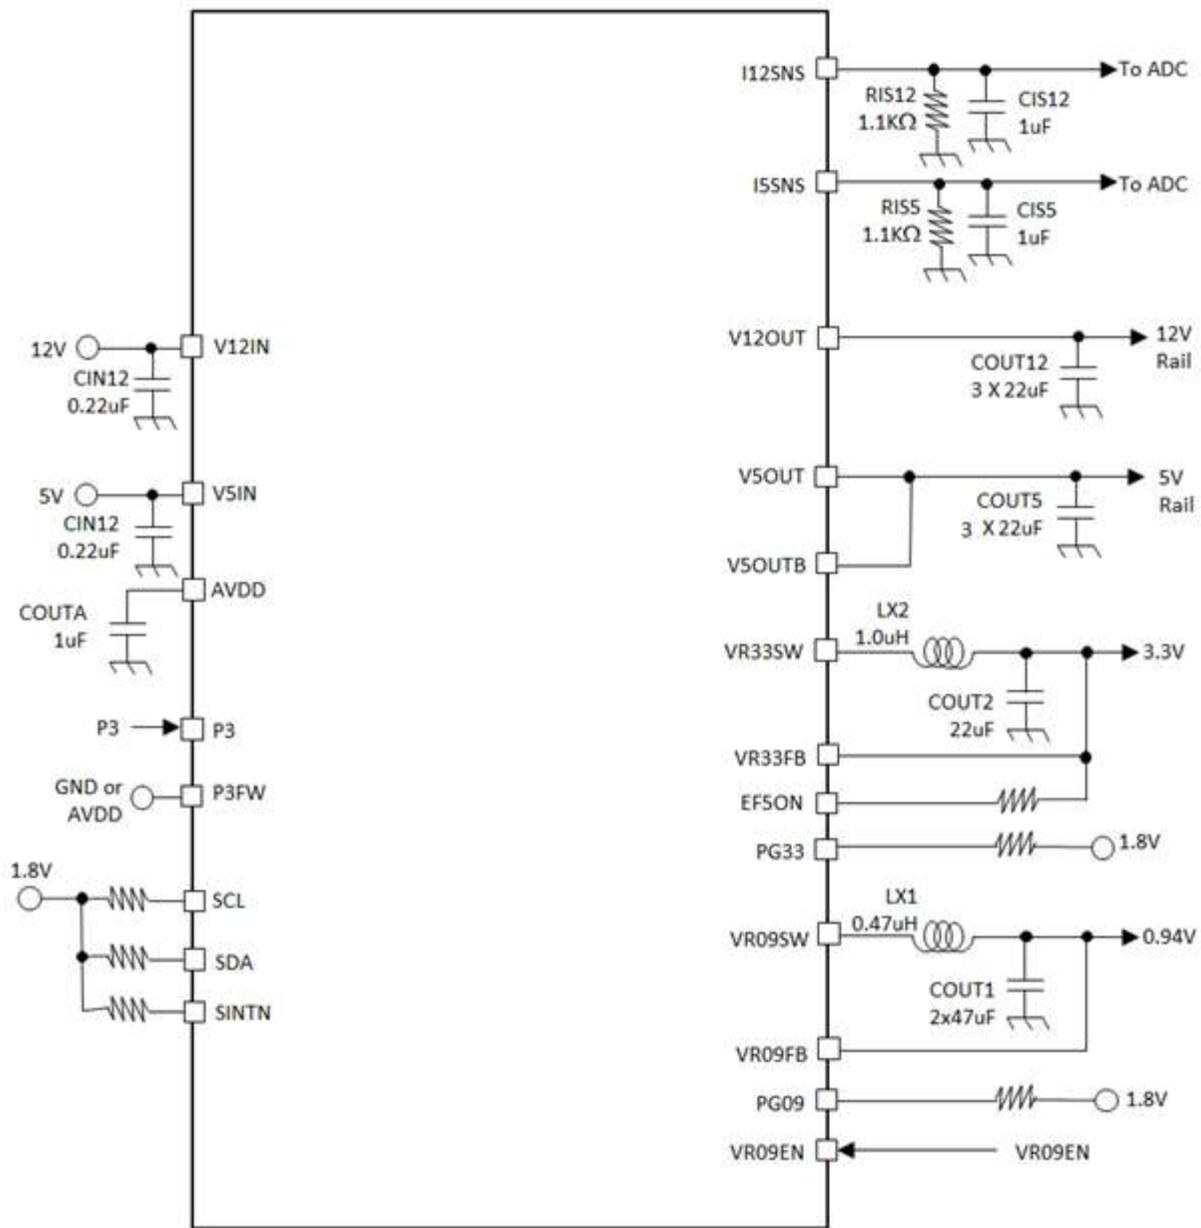 I12SNS
To ADC
RIS12
1.1KΩ
CIS12
1uF
I5SNS
To ADC
RIS5
1.1KΩ
CIS5
1uF
12V
V12IN
CIN12
0.22uF
V12OUT
12V
Rail
COUT12
3 X 22uF
5V
V5IN
CIN12
0.22uF
V5OUT
5V
Rail
COUT5
3 X 22uF
V5OUTB
AVDD
COUTA
1uF
LX2
1.0uH
VR33SW
3.3V
COUT2
22uF
P3
P3
VR33FB
GND or
AVDD
P3FW
EF5ON
PG33
1.8V
1.8V
SCL
SDA
SINTN
LX1
0.47uH
VR09SW
0.94V
COUT1
2x47uF
VR09FB
PG09
1.8V
VR09EN
VR09EN